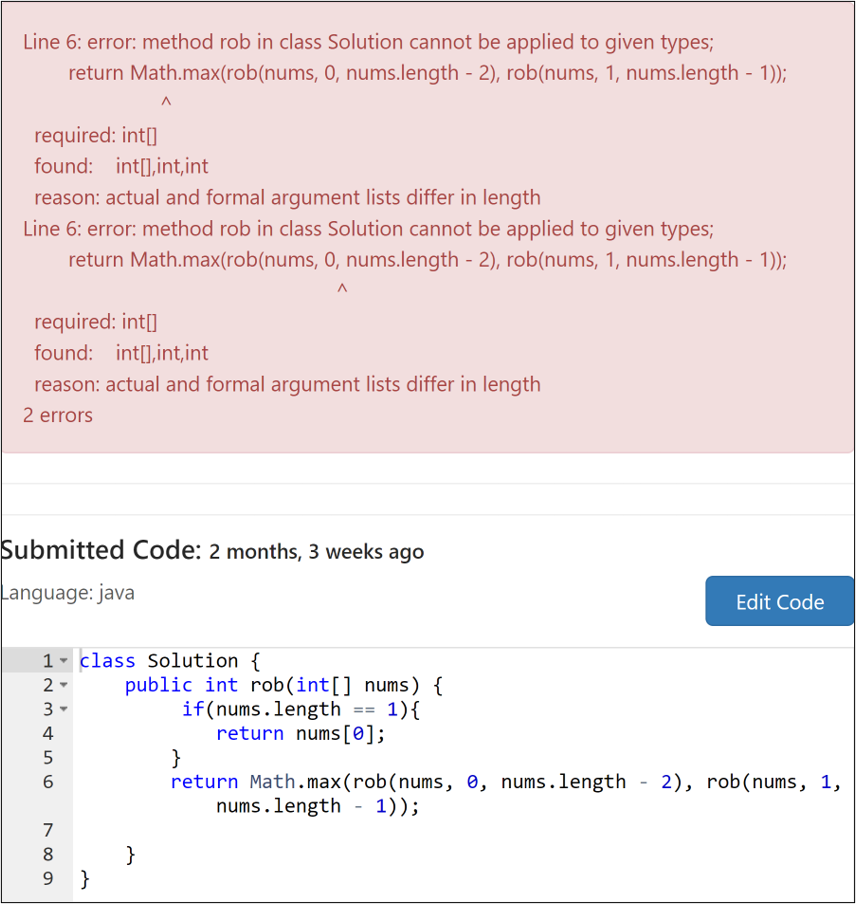 Line 6: error: method rob in class Solution cannot be applied to given types;
return Math.max(rob(nums, 0, nums.length - 2), rob(nums, 1, nums.length - 1));
^
required: int[]
found: int[],int,int
reason: actual and formal argument lists differ in length
Line 6: error: method rob in class Solution cannot be applied to given types;
return Math.max(rob(nums, 0, nums.length - 2), rob(nums, 1, nums.length - 1));
^
required: int[]
found: int[],int,int
reason: actual and formal argument lists differ in length
2 errors
Submitted Code: 2 months, 3 weeks ago
Language: java
Edit Code
1 class Solution {
2 public int rob(int[] nums) {
3 if(nums.length == 1){
4 return nums[0];
5 }
6 return Math.max(rob(nums, 0, nums.length - 2), rob(nums, 1,
nums.length - 1));
7
8 }
9 }